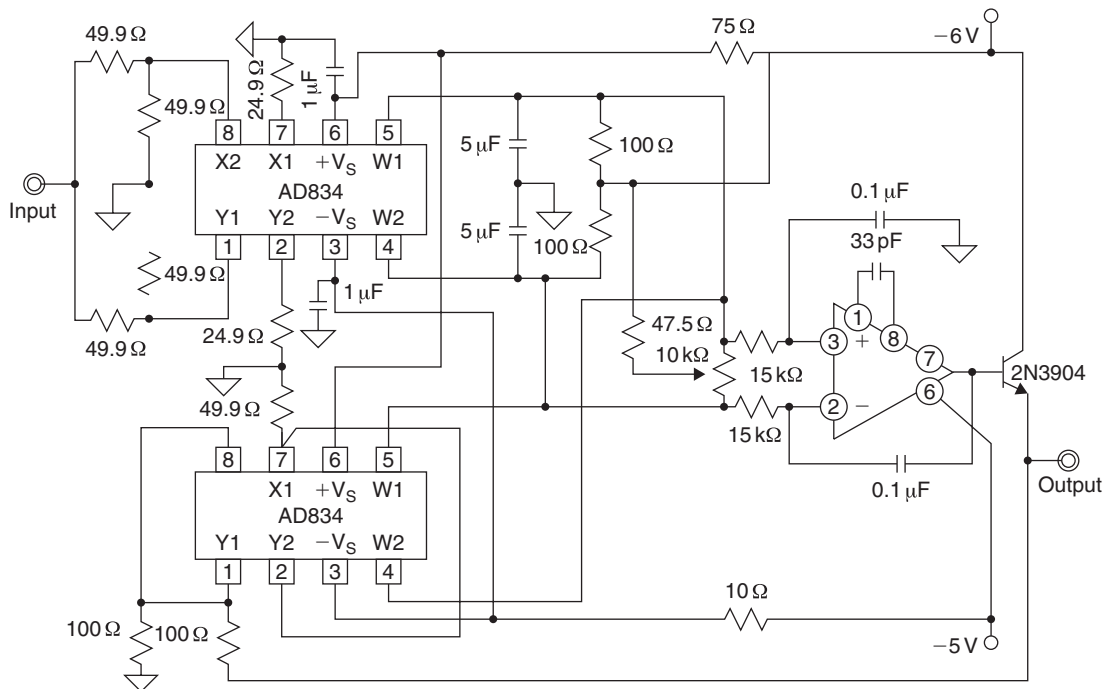 49.9 Ω
49.9 Ω
24.9 Ω
1 µF
75 Ω
−6 V
8 7 6 5
X2 X1 +VS W1
AD834
Y1 Y2 −VS W2
1 2 3 4
Input
5 µF
5 µF
100 Ω
100 Ω
0.1 µF
33 pF
49.9 Ω
49.9 Ω
1 µF
24.9 Ω
49.9 Ω
47.5 Ω
10 kΩ
15 kΩ
15 kΩ
3
+
1
8
7
2
−
6
2N3904
0.1 µF
Output
8 7 6 5
X1 +VS W1
AD834
Y1 Y2 −VS W2
1 2 3 4
100 Ω
100 Ω
10 Ω
−5 V